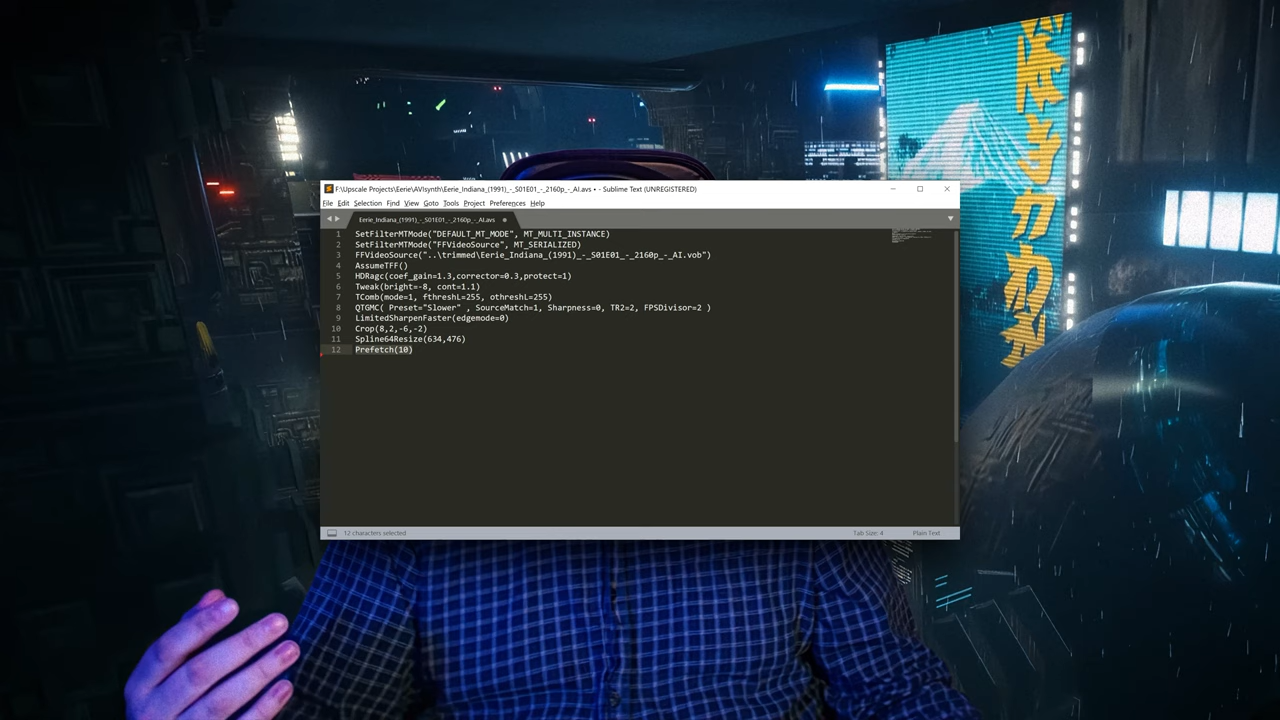 F:\Upscale Projects\Eerie\AVIsynth\Eerie_Indiana_(1991)_-_S01E01_-_2160p_-_AI.avs • - Sublime Text (UNREGISTERED)
File Edit Selection Find View Goto Tools Project Preferences Help
Eerie_Indiana_(1991)_-_S01E01_-_2160p_-_AI.avs
1 SetFilterMTMode("DEFAULT_MT_MODE", MT_MULTI_INSTANCE)
2 SetFilterMTMode("FFVideoSource", MT_SERIALIZED)
3 FFVideoSource("..\trimmed\Eerie_Indiana_(1991)_-_S01E01_-_2160p_-_AI.vob")
4 AssumeTFF()
5 HDRagc(coef_gain=1.3,corrector=0.3,protect=1)
6 Tweak(bright=-8, cont=1.1)
7 TComb(mode=1, fthreshL=255, othreshL=255)
8 QTGMC( Preset="Slower" , SourceMatch=1, Sharpness=0, TR2=2, FPSDivisor=2 )
9 LimitedSharpenFaster(edgemode=0)
10 Crop(8,2,-6,-2)
11 Spline64Resize(634,476)
12 Prefetch(10)
12 characters selected
Tab Size: 4
Plain Text